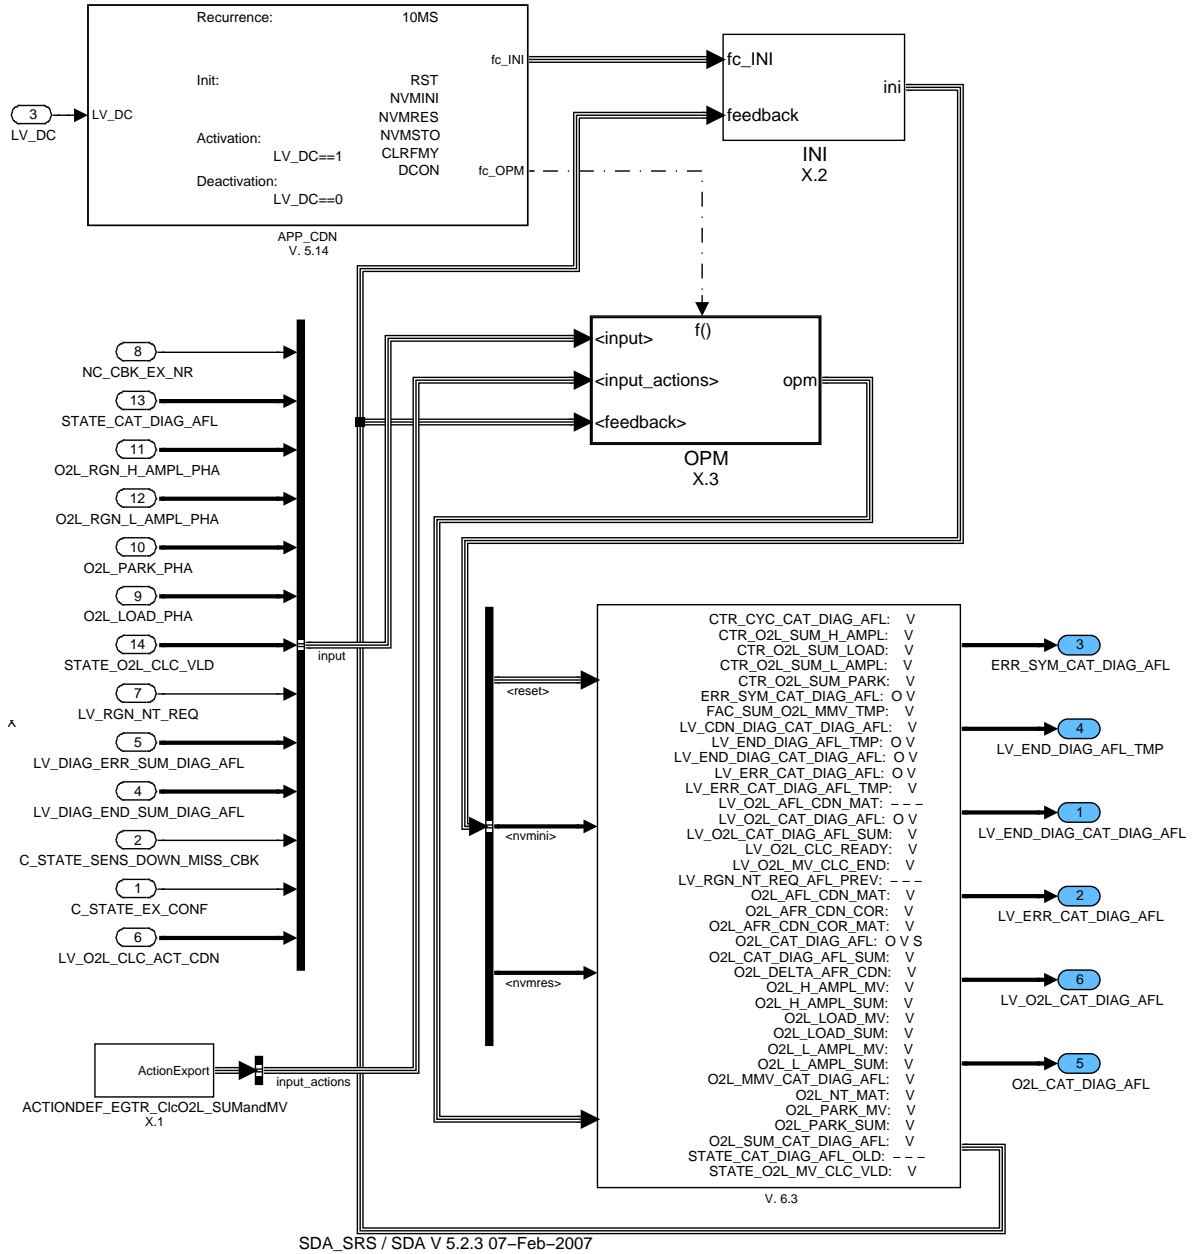 Recurrence: 10MS
fc_INI
Init: RST
NVMINI
NVMRES
NVMSTO
CLRFMY
DCON
Activation:
LV_DC==1
Deactivation:
LV_DC==0
fc_OPM
LV_DC
3
LV_DC
APP_CDN
V. 5.14
fc_INI
feedback
ini
INI
X.2
f()
<input>
<input_actions>
<feedback>
opm
OPM
X.3
8
NC_CBK_EX_NR
13
STATE_CAT_DIAG_AFL
11
O2L_RGN_H_AMPL_PHA
12
O2L_RGN_L_AMPL_PHA
10
O2L_PARK_PHA
9
O2L_LOAD_PHA
14
STATE_O2L_CLC_VLD
7
LV_RGN_NT_REQ
5
LV_DIAG_ERR_SUM_DIAG_AFL
4
LV_DIAG_END_SUM_DIAG_AFL
2
C_STATE_SENS_DOWN_MISS_CBK
1
C_STATE_EX_CONF
6
LV_O2L_CLC_ACT_CDN
input
ActionExport
input_actions
ACTIONDEF_EGTR_ClcO2L_SUMandMV
X.1
<reset>
<nvmini>
<nvmres>
CTR_CYC_CAT_DIAG_AFL: V
CTR_O2L_SUM_H_AMPL: V
CTR_O2L_SUM_LOAD: V
CTR_O2L_SUM_L_AMPL: V
CTR_O2L_SUM_PARK: V
ERR_SYM_CAT_DIAG_AFL: O V
FAC_SUM_O2L_MMV_TMP: V
LV_CDN_DIAG_CAT_DIAG_AFL: V
LV_END_DIAG_AFL_TMP: O V
LV_END_DIAG_CAT_DIAG_AFL: O V
LV_ERR_CAT_DIAG_AFL: O V
LV_ERR_CAT_DIAG_AFL_TMP: V
LV_O2L_AFL_CDN_MAT: – – –
LV_O2L_CAT_DIAG_AFL: O V
LV_O2L_CAT_DIAG_AFL_SUM: V
LV_O2L_CLC_READY: V
LV_O2L_MV_CLC_END: V
LV_RGN_NT_REQ_AFL_PREV: – – –
O2L_AFL_CDN_MAT: V
O2L_AFR_CDN_COR: V
O2L_AFR_CDN_COR_MAT: V
O2L_CAT_DIAG_AFL: O V S
O2L_CAT_DIAG_AFL_SUM: V
O2L_DELTA_AFR_CDN: V
O2L_H_AMPL_MV: V
O2L_H_AMPL_SUM: V
O2L_LOAD_MV: V
O2L_LOAD_SUM: V
O2L_L_AMPL_MV: V
O2L_L_AMPL_SUM: V
O2L_MMV_CAT_DIAG_AFL: V
O2L_NT_MAT: V
O2L_PARK_MV: V
O2L_PARK_SUM: V
O2L_SUM_CAT_DIAG_AFL: V
STATE_CAT_DIAG_AFL_OLD: – – –
STATE_O2L_MV_CLC_VLD: V
V. 6.3
3
ERR_SYM_CAT_DIAG_AFL
4
LV_END_DIAG_AFL_TMP
1
LV_END_DIAG_CAT_DIAG_AFL
2
LV_ERR_CAT_DIAG_AFL
6
LV_O2L_CAT_DIAG_AFL
5
O2L_CAT_DIAG_AFL
SDA_SRS / SDA V 5.2.3 07–Feb–2007